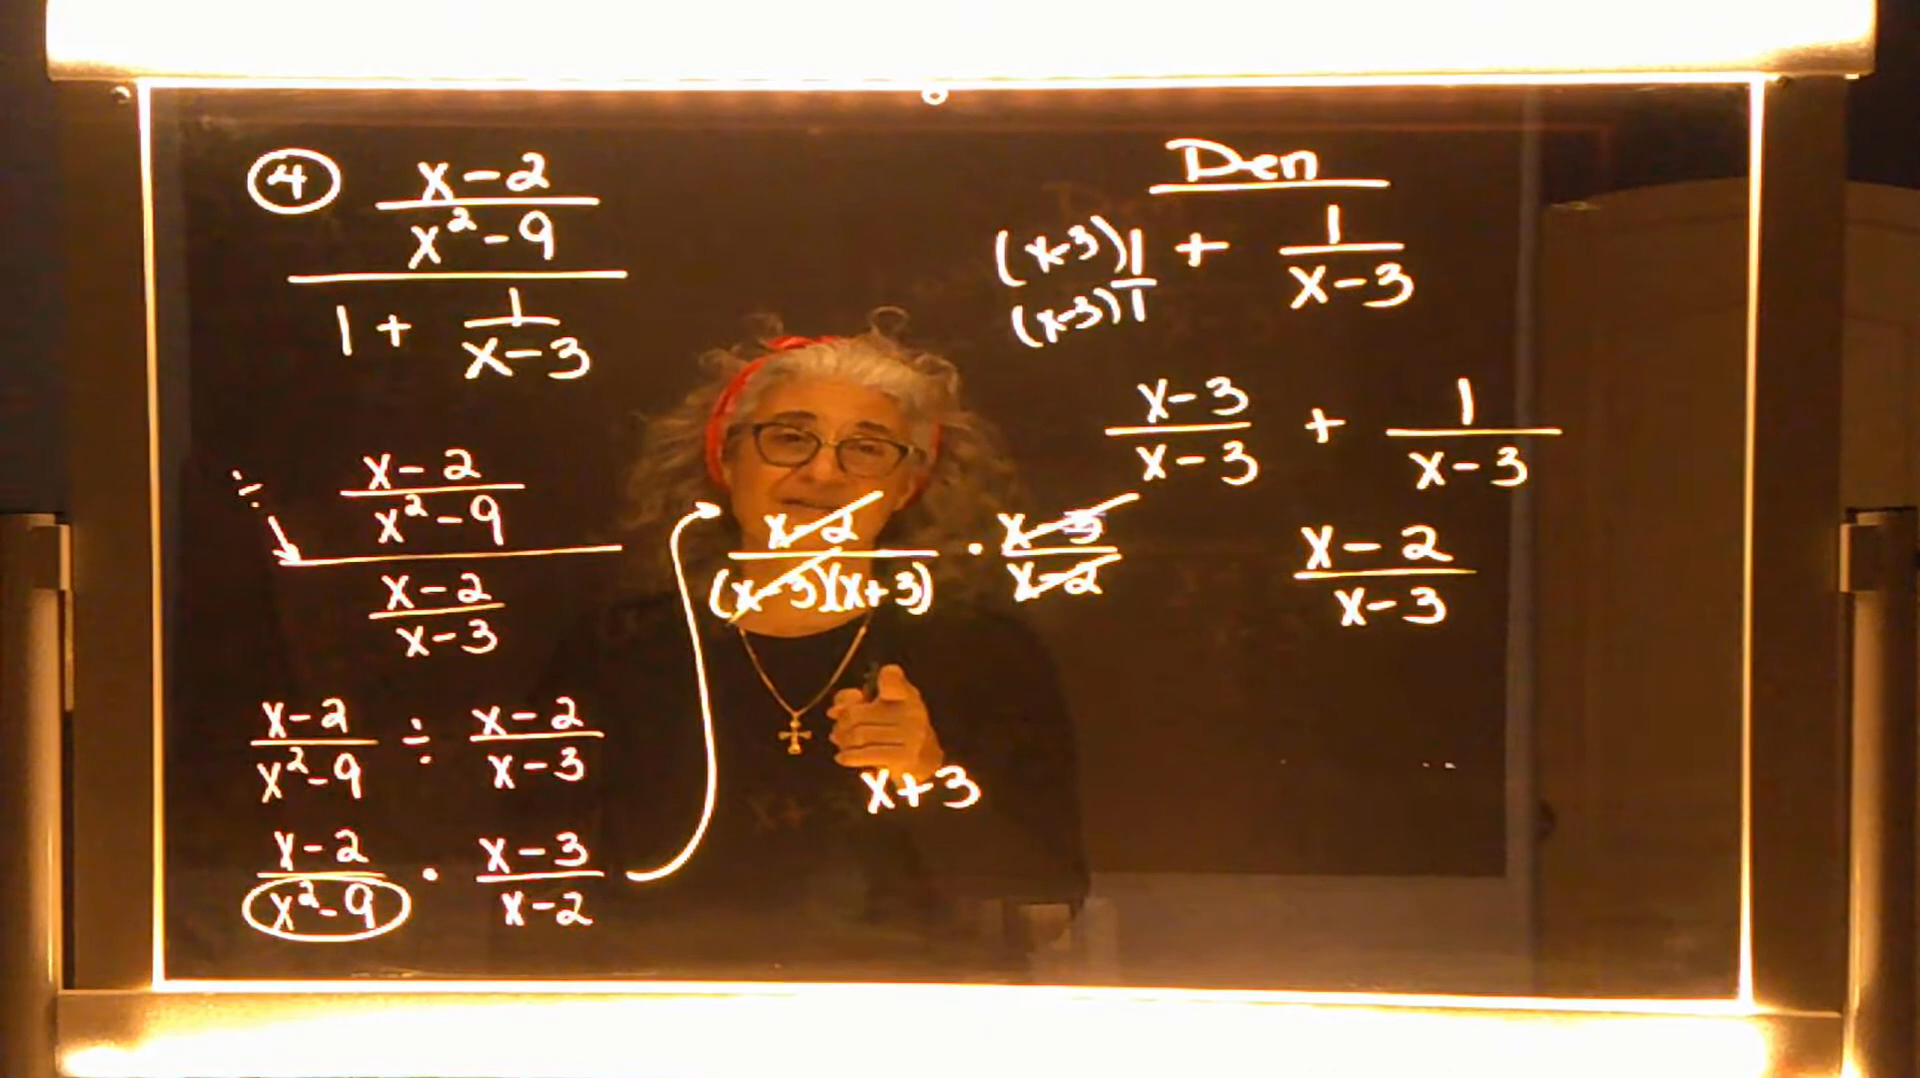 ④ x-2
x²-9
1 + 1
x-3
÷ x-2
x²-9
x-2
x-3
x-2 ÷ x-2
x²-9 x-3
x-2 · x-3
x²-9 x-2
x-2 · x-3
(x-3)(x+3) x-2
x+3
Den
(x-3)1 + 1
(x-3)1 x-3
x-3 + 1
x-3 x-3
x-2
x-3